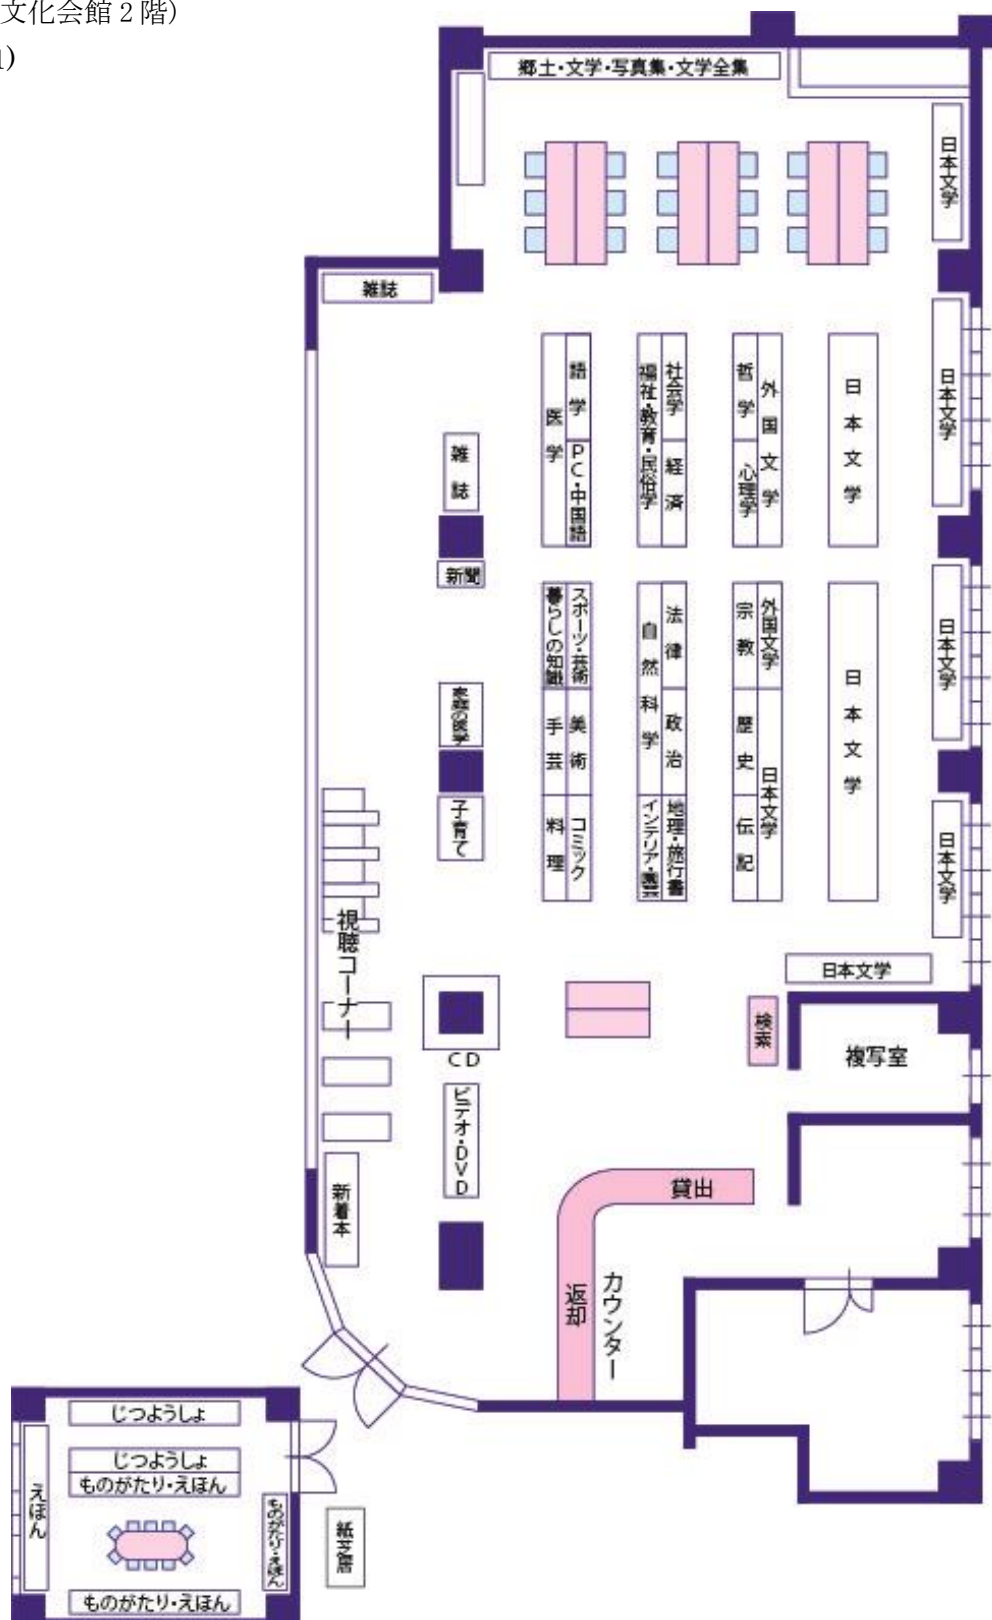 文化会館２階)
)
郷土・文学・写真集・文学全集
日本文学
雑誌
語学
医学
PC・中国語
福祉・教育・民俗学
社会学
経済
哲学
心理学
外国文学
日本文学
日本文学
雑誌
新聞
スポーツ・芸術
暮らしの知識
手芸
美術
料理
コミック
法律
自然科学
政治
インテリア・園芸
地理・旅行書
宗教
外国文学
歴史
日本文学
伝記
日本文学
日本文学
家庭の医学
子育て
日本文学
視聴コーナー
日本文学
検索
複写室
CD
ビデオ・DVD
新着本
貸出
返却
カウンター
じつようしょ
じつようしょ
ものがたり・えほん
えほん
ものがたり・えほん
紙芝居
ものがたり・えほん